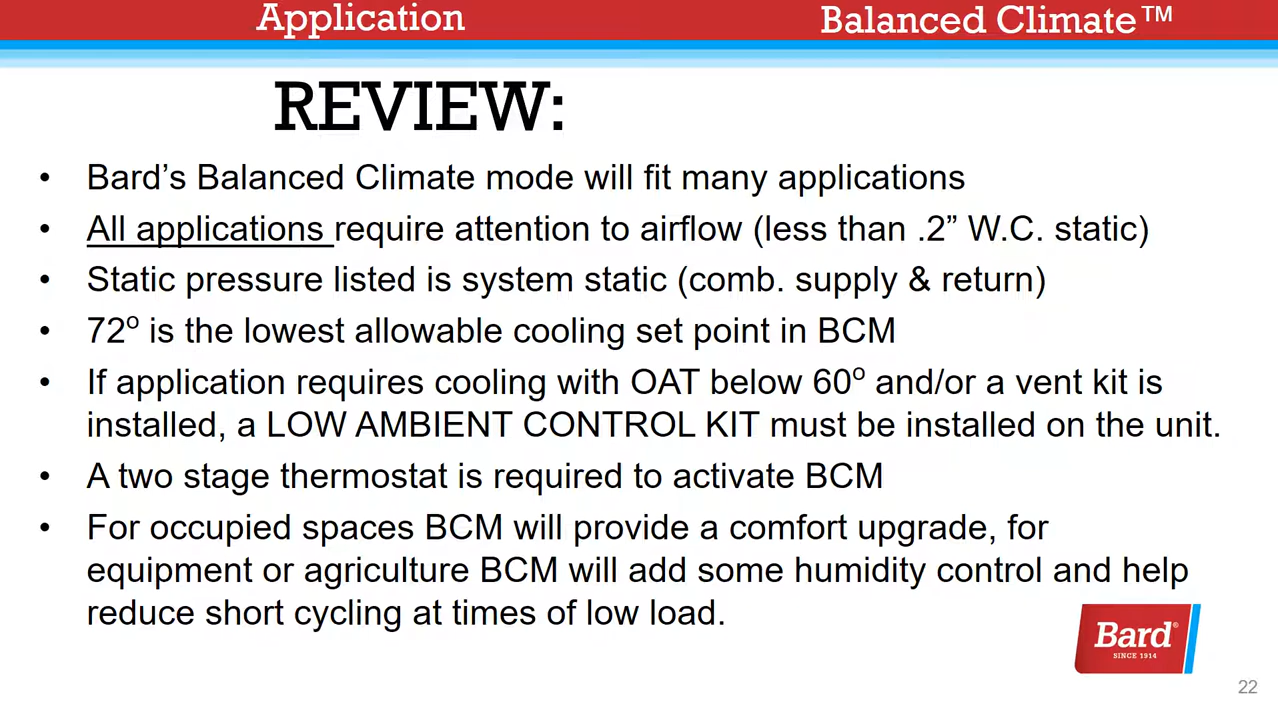 Application
Balanced Climate™
REVIEW:
• Bard’s Balanced Climate mode will fit many applications
• All applications require attention to airflow (less than .2” W.C. static)
• Static pressure listed is system static (comb. supply & return)
• 72º is the lowest allowable cooling set point in BCM
• If application requires cooling with OAT below 60º and/or a vent kit is
installed, a LOW AMBIENT CONTROL KIT must be installed on the unit.
• A two stage thermostat is required to activate BCM
• For occupied spaces BCM will provide a comfort upgrade, for
equipment or agriculture BCM will add some humidity control and help
reduce short cycling at times of low load.
Bard®
SINCE 1914
22